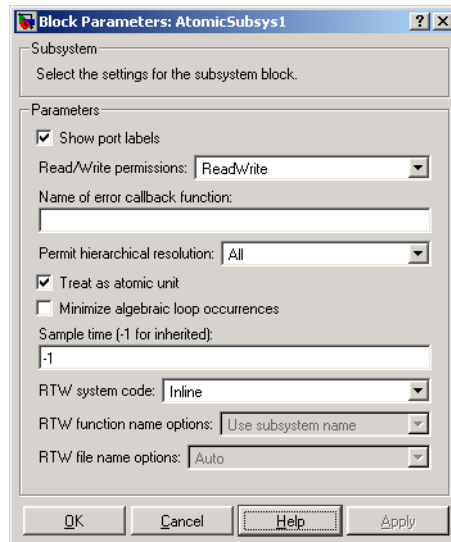 Block Parameters: AtomicSubsys1
Subsystem
Select the settings for the subsystem block.
Parameters
Show port labels
Read/Write permissions: ReadWrite
Name of error callback function:
Permit hierarchical resolution: All
Treat as atomic unit
Minimize algebraic loop occurrences
Sample time (-1 for inherited):
-1
RTW system code: Inline
RTW function name options: Use subsystem name
RTW file name options: Auto
OK Cancel Help Apply